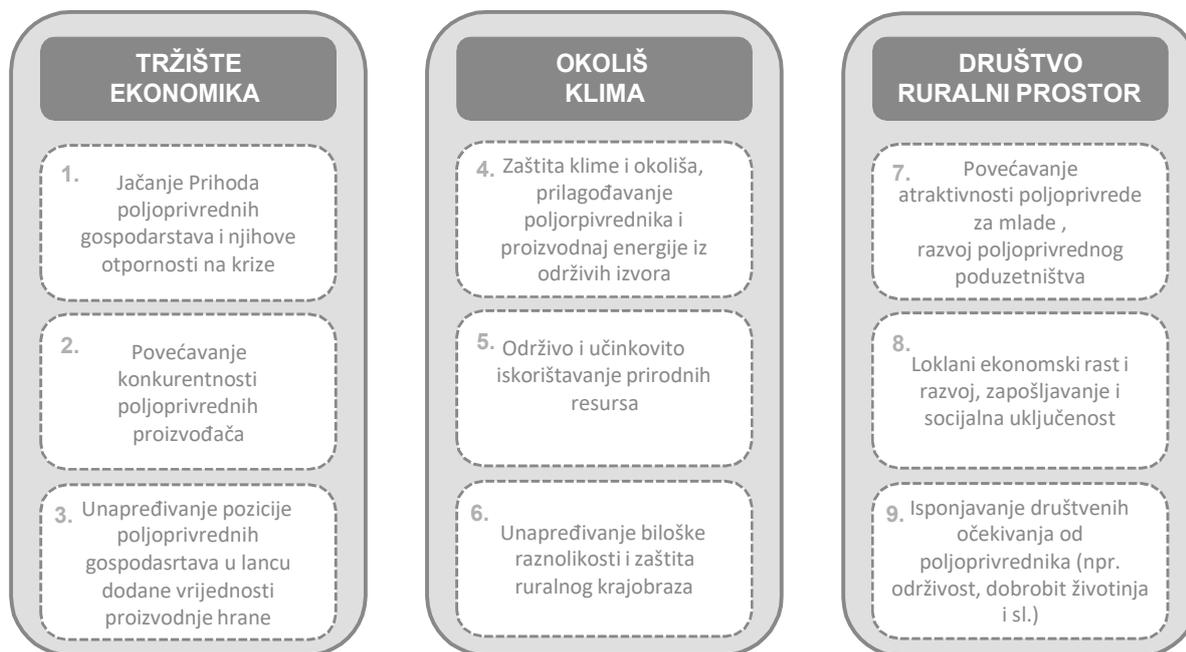 TRŽIŠTE
EKONOMIKA
1.
Jačanje Prihoda
poljoprivrednih
gospodarstava i njihove
otpornosti na krize
2.
Povećavanje
konkurentnosti
poljoprivrednih
proizvođača
3. Unapređivanje pozicije
poljoprivrednih
gospodasrtava u lancu
dodane vrijednosti
proizvodnje hrane
OKOLIŠ
KLIMA
4. Zaštita klime i okoliša,
prilagođavanje
poljorpivrednika i
proizvodnaj energije iz
održivih izvora
5. Održivo i učinkovito
iskorištavanje prirodnih
resursa
6.
Unapređivanje biloške
raznolikosti i zaštita
ruralnog krajobraza
DRUŠTVO
RURALNI PROSTOR
7. Povećavanje
atraktivnosti poljoprivrede
za mlade ,
razvoj poljoprivrednog
poduzetništva
8.
Loklani ekonomski rast i
razvoj, zapošljavanje i
socijalna uključenost
9. Isponjavanje društvenih
očekivanja od
poljoprivrednika (npr.
održivost, dobrobit životinja
i sl.)